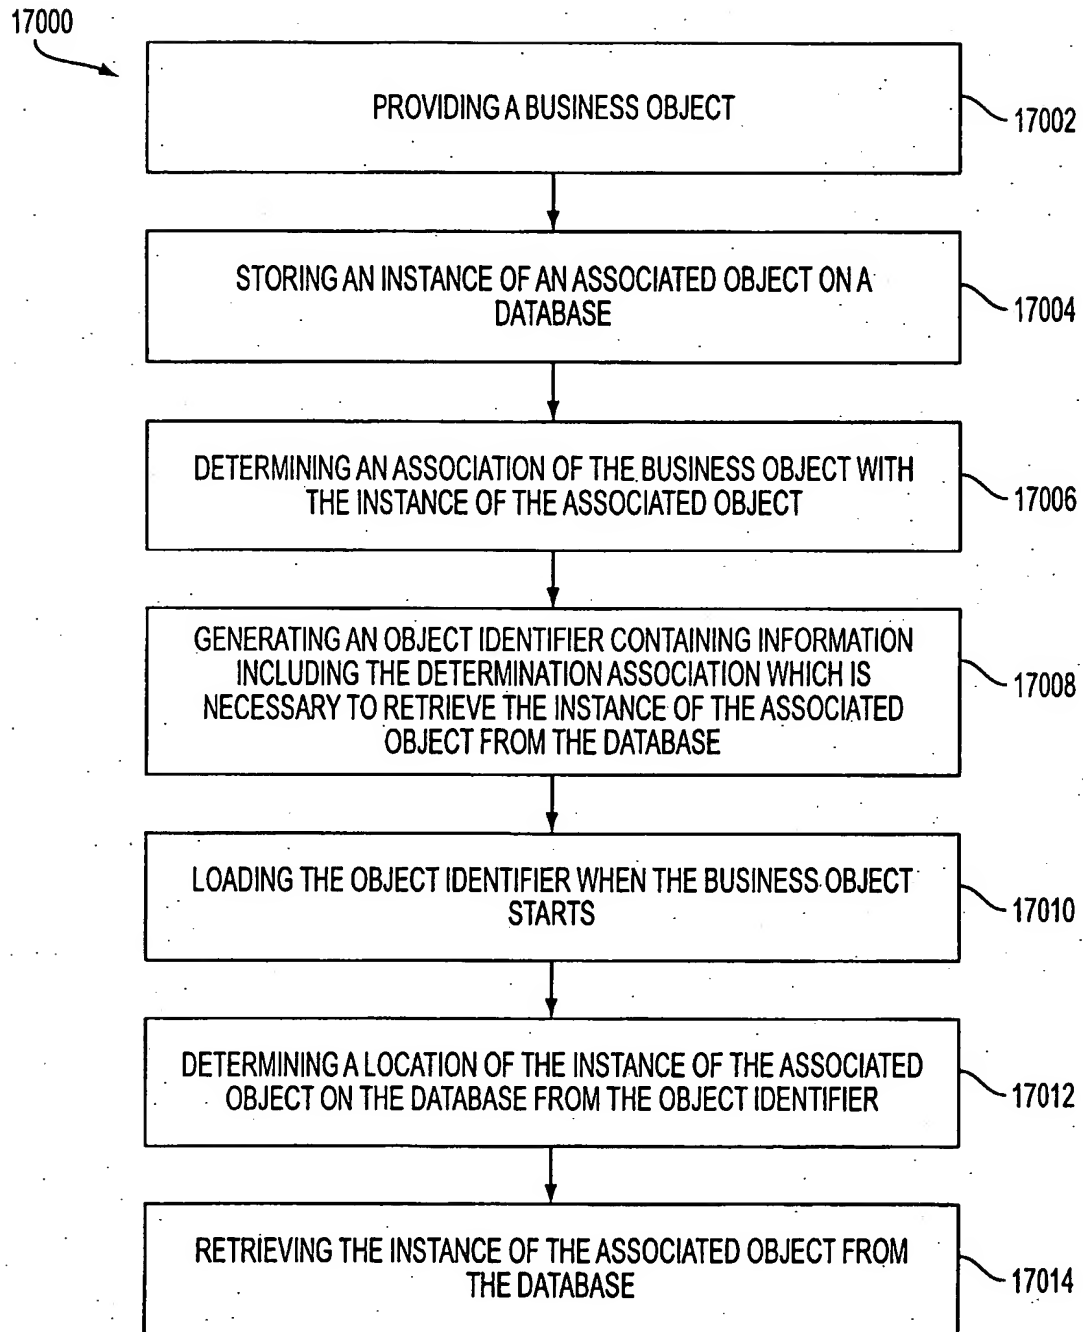 17000
PROVIDING A BUSINESS OBJECT
17002
STORING AN INSTANCE OF AN ASSOCIATED OBJECT ON A
DATABASE
17004
DETERMINING AN ASSOCIATION OF THE BUSINESS OBJECT WITH
THE INSTANCE OF THE ASSOCIATED OBJECT
17006
GENERATING AN OBJECT IDENTIFIER CONTAINING INFORMATION
INCLUDING THE DETERMINATION ASSOCIATION WHICH IS
NECESSARY TO RETRIEVE THE INSTANCE OF THE ASSOCIATED
OBJECT FROM THE DATABASE
17008
LOADING THE OBJECT IDENTIFIER WHEN THE BUSINESS OBJECT
STARTS
17010
DETERMINING A LOCATION OF THE INSTANCE OF THE ASSOCIATED
OBJECT ON THE DATABASE FROM THE OBJECT IDENTIFIER
17012
RETRIEVING THE INSTANCE OF THE ASSOCIATED OBJECT FROM
THE DATABASE
17014